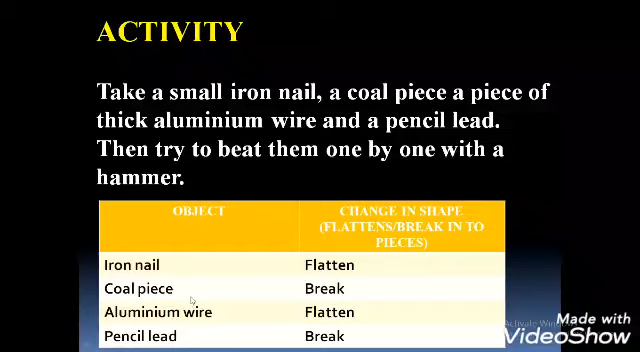 ACTIVITY
Take a small iron nail, a coal piece a piece of
thick aluminium wire and a pencil lead.
Then try to beat them one by one with a
hammer.
OBJECT
CHANGE IN SHAPE
(FLATTENS/BREAK IN TO
PIECES)
Iron nail Flatten
Coal piece Break
Aluminium wire Flatten
Pencil lead Break
Activate
Made with
VideoShow